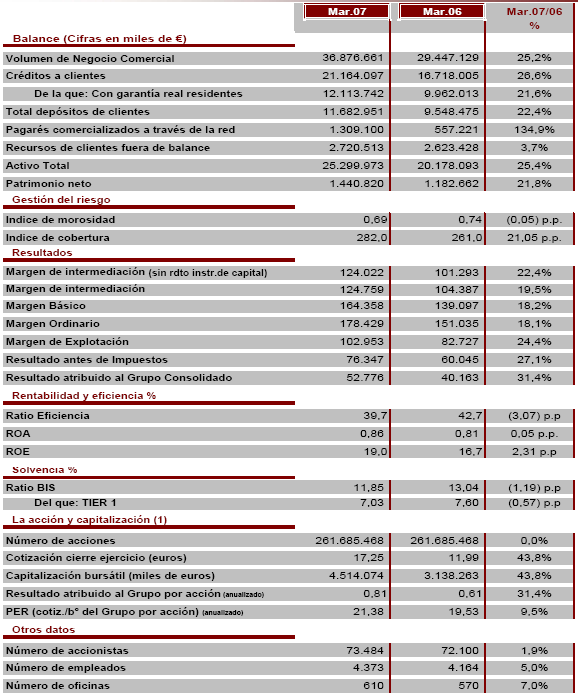 Mar.07 Mar.06 Mar.07/06
%
Balance (Cifras en miles de €)
Volumen de Negocio Comercial 36.876.661 29.447.129 25,2%
Créditos a clientes 21.164.097 16.718.005 26,6%
De la que: Con garantía real residentes 12.113.742 9.962.013 21,6%
Total depósitos de clientes 11.682.951 9.548.475 22,4%
Pagarés comercializados a través de la red 1.309.100 557.221 134,9%
Recursos de clientes fuera de balance 2.720.513 2.623.428 3,7%
Activo Total 25.299.973 20.178.093 25,4%
Patrimonio neto 1.440.820 1.182.662 21,8%
Gestión del riesgo
Indice de morosidad 0,69 0,74 (0,05) p.p.
Indice de cobertura 282,0 261,0 21,05 p.p.
Resultados
Margen de intermediación (sin rdto instr.de capital) 124.022 101.293 22,4%
Margen de intermediación 124.759 104.387 19,5%
Margen Básico 164.358 139.097 18,2%
Margen Ordinario 178.429 151.035 18,1%
Margen de Explotación 102.953 82.727 24,4%
Resultado antes de Impuestos 76.347 60.045 27,1%
Resultado atribuido al Grupo Consolidado 52.776 40.163 31,4%
Rentabilidad y eficiencia %
Ratio Eficiencia 39,7 42,7 (3,07) p.p
ROA 0,86 0,81 0,05 p.p.
ROE 19,0 16,7 2,31 p.p
Solvencia %
Ratio BIS 11,85 13,04 (1,19) p.p
Del que: TIER 1 7,03 7,60 (0,57) p.p
La acción y capitalización (1)
Número de acciones 261.685.468 261.685.468 0,0%
Cotización cierre ejercicio (euros) 17,25 11,99 43,8%
Capitalización bursátil (miles de euros) 4.514.074 3.138.263 43,8%
Resultado atribuido al Grupo por acción (anualizado) 0,81 0,61 31,4%
PER (cotiz./bº del Grupo por acción) (anualizado) 21,38 19,53 9,5%
Otros datos
Número de accionistas 73.484 72.100 1,9%
Número de empleados 4.373 4.164 5,0%
Número de oficinas 610 570 7,0%